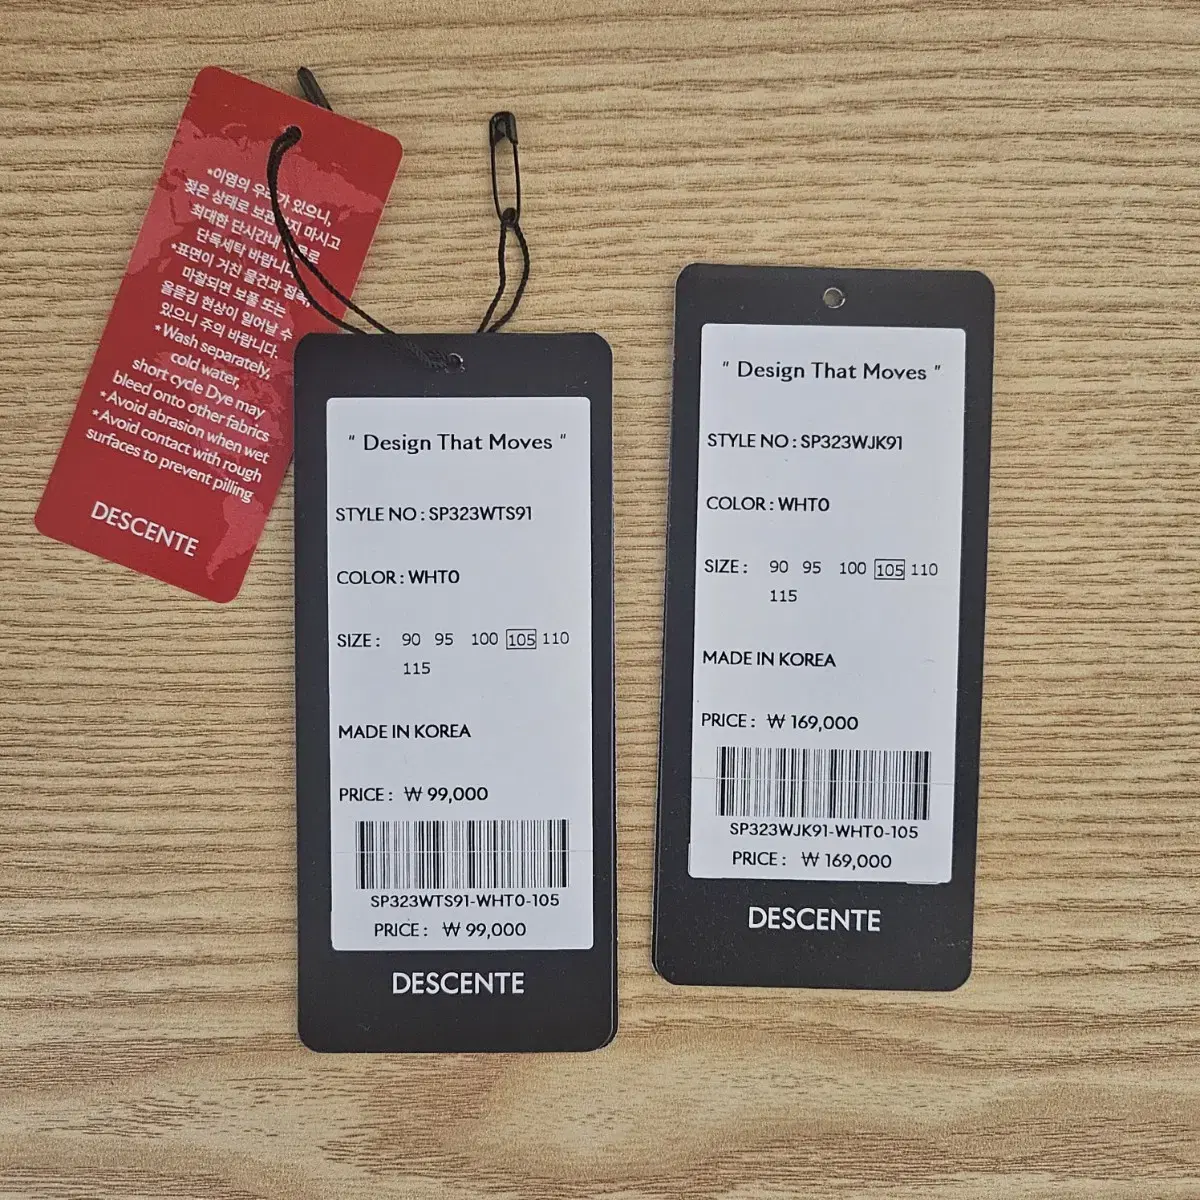 *이염의 우려가 있으니,
젖은 상태로 보관하지 마시고
최대한 단시간내
단독세탁 바랍니다.
*표면이 거친 물건과 접촉,
마찰되면 보풀 또는
올뜯김 현상이 일어날 수
있으니 주의 바랍니다.
*Wash separately,
cold water,
short cycle Dye may
bleed onto other fabrics
*Avoid abrasion when wet
*Avoid contact with rough
surfaces to prevent pilling
DESCENTE
" Design That Moves "
STYLE NO : SP323WTS91
COLOR : WHT0
SIZE : 90 95 100 105 110
115
MADE IN KOREA
PRICE : ₩ 99,000
SP323WTS91-WHT0-105
PRICE : ₩ 99,000
DESCENTE
" Design That Moves "
STYLE NO : SP323WJK91
COLOR : WHT0
SIZE : 90 95 100 105 110
115
MADE IN KOREA
PRICE : ₩ 169,000
SP323WJK91-WHT0-105
PRICE : ₩ 169,000
DESCENTE